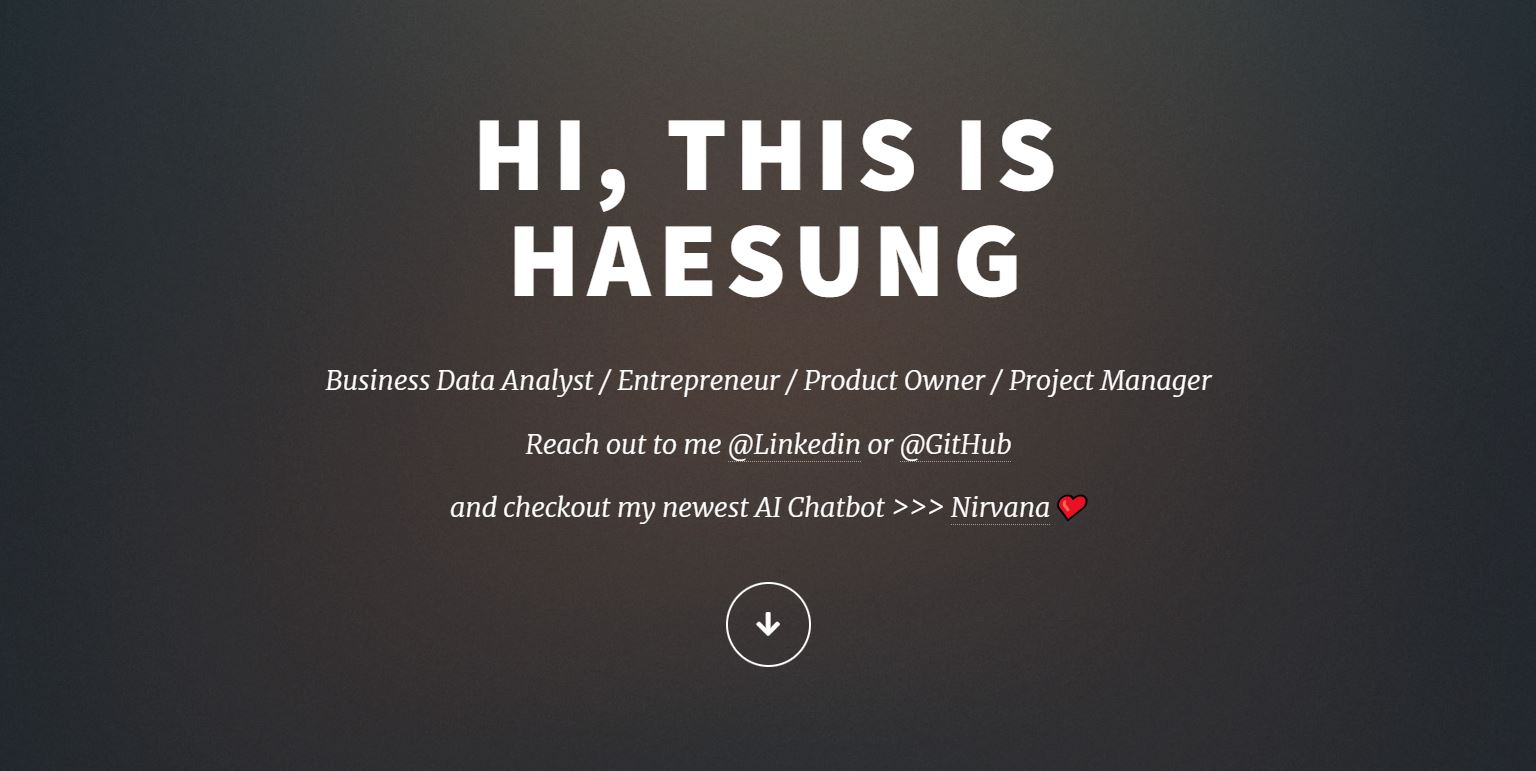 HI, THIS IS
HAESUNG
Business Data Analyst / Entrepreneur / Product Owner / Project Manager
Reach out to me @Linkedin or @GitHub
and checkout my newest AI Chatbot >>> Nirvana ❤️